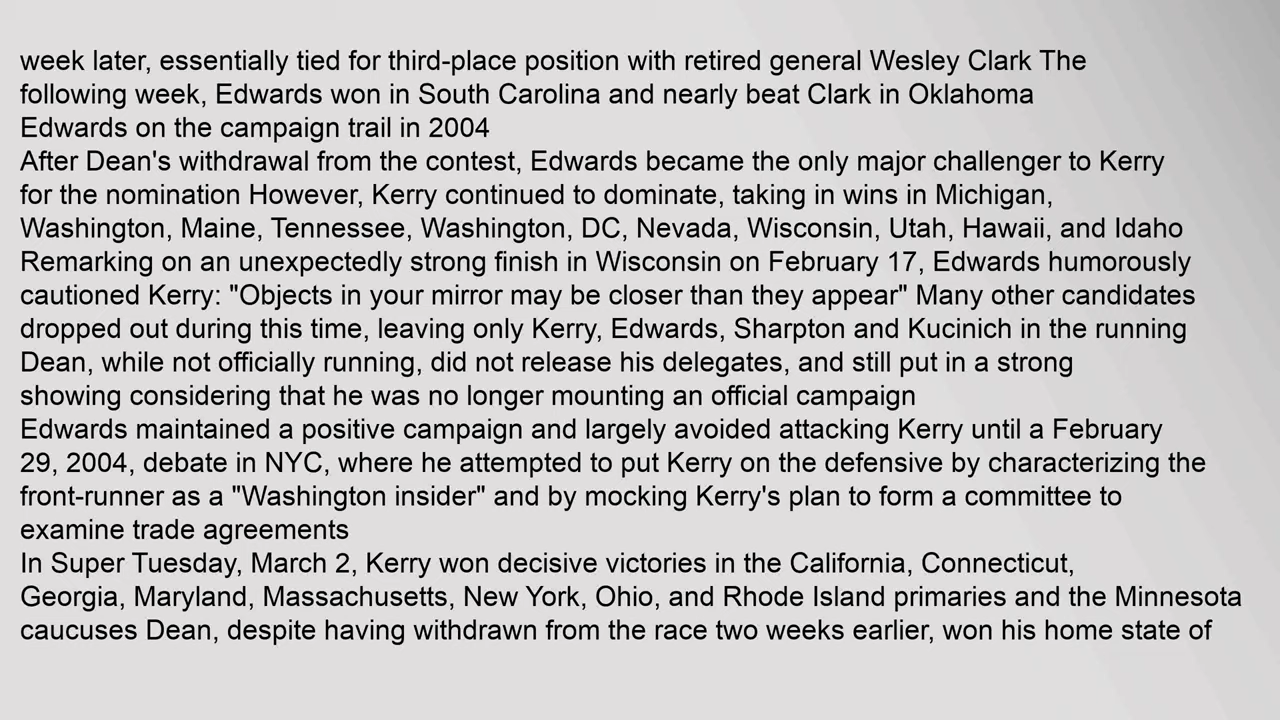 week later, essentially tied for third-place position with retired general Wesley Clark The
following week, Edwards won in South Carolina and nearly beat Clark in Oklahoma
Edwards on the campaign trail in 2004
After Dean's withdrawal from the contest, Edwards became the only major challenger to Kerry
for the nomination However, Kerry continued to dominate, taking in wins in Michigan,
Washington, Maine, Tennessee, Washington, DC, Nevada, Wisconsin, Utah, Hawaii, and Idaho
Remarking on an unexpectedly strong finish in Wisconsin on February 17, Edwards humorously
cautioned Kerry: "Objects in your mirror may be closer than they appear" Many other candidates
dropped out during this time, leaving only Kerry, Edwards, Sharpton and Kucinich in the running
Dean, while not officially running, did not release his delegates, and still put in a strong
showing considering that he was no longer mounting an official campaign
Edwards maintained a positive campaign and largely avoided attacking Kerry until a February
29, 2004, debate in NYC, where he attempted to put Kerry on the defensive by characterizing the
front-runner as a "Washington insider" and by mocking Kerry's plan to form a committee to
examine trade agreements
In Super Tuesday, March 2, Kerry won decisive victories in the California, Connecticut,
Georgia, Maryland, Massachusetts, New York, Ohio, and Rhode Island primaries and the Minnesota
caucuses Dean, despite having withdrawn from the race two weeks earlier, won his home state of